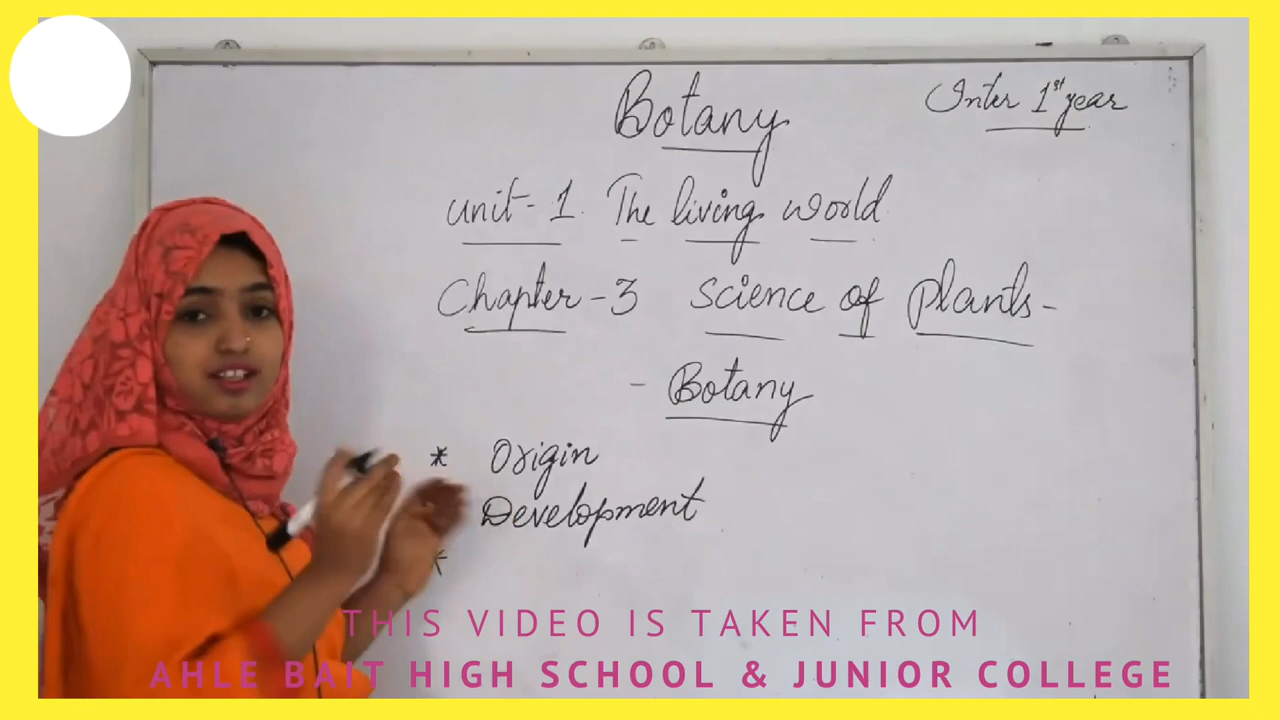 Botany
Inter 1st year
unit-1. The living world
Chapter-3 Science of plants-
- Botany
* Origin
Development
*
THIS VIDEO IS TAKEN FROM
AHLE BAIT HIGH SCHOOL & JUNIOR COLLEGE